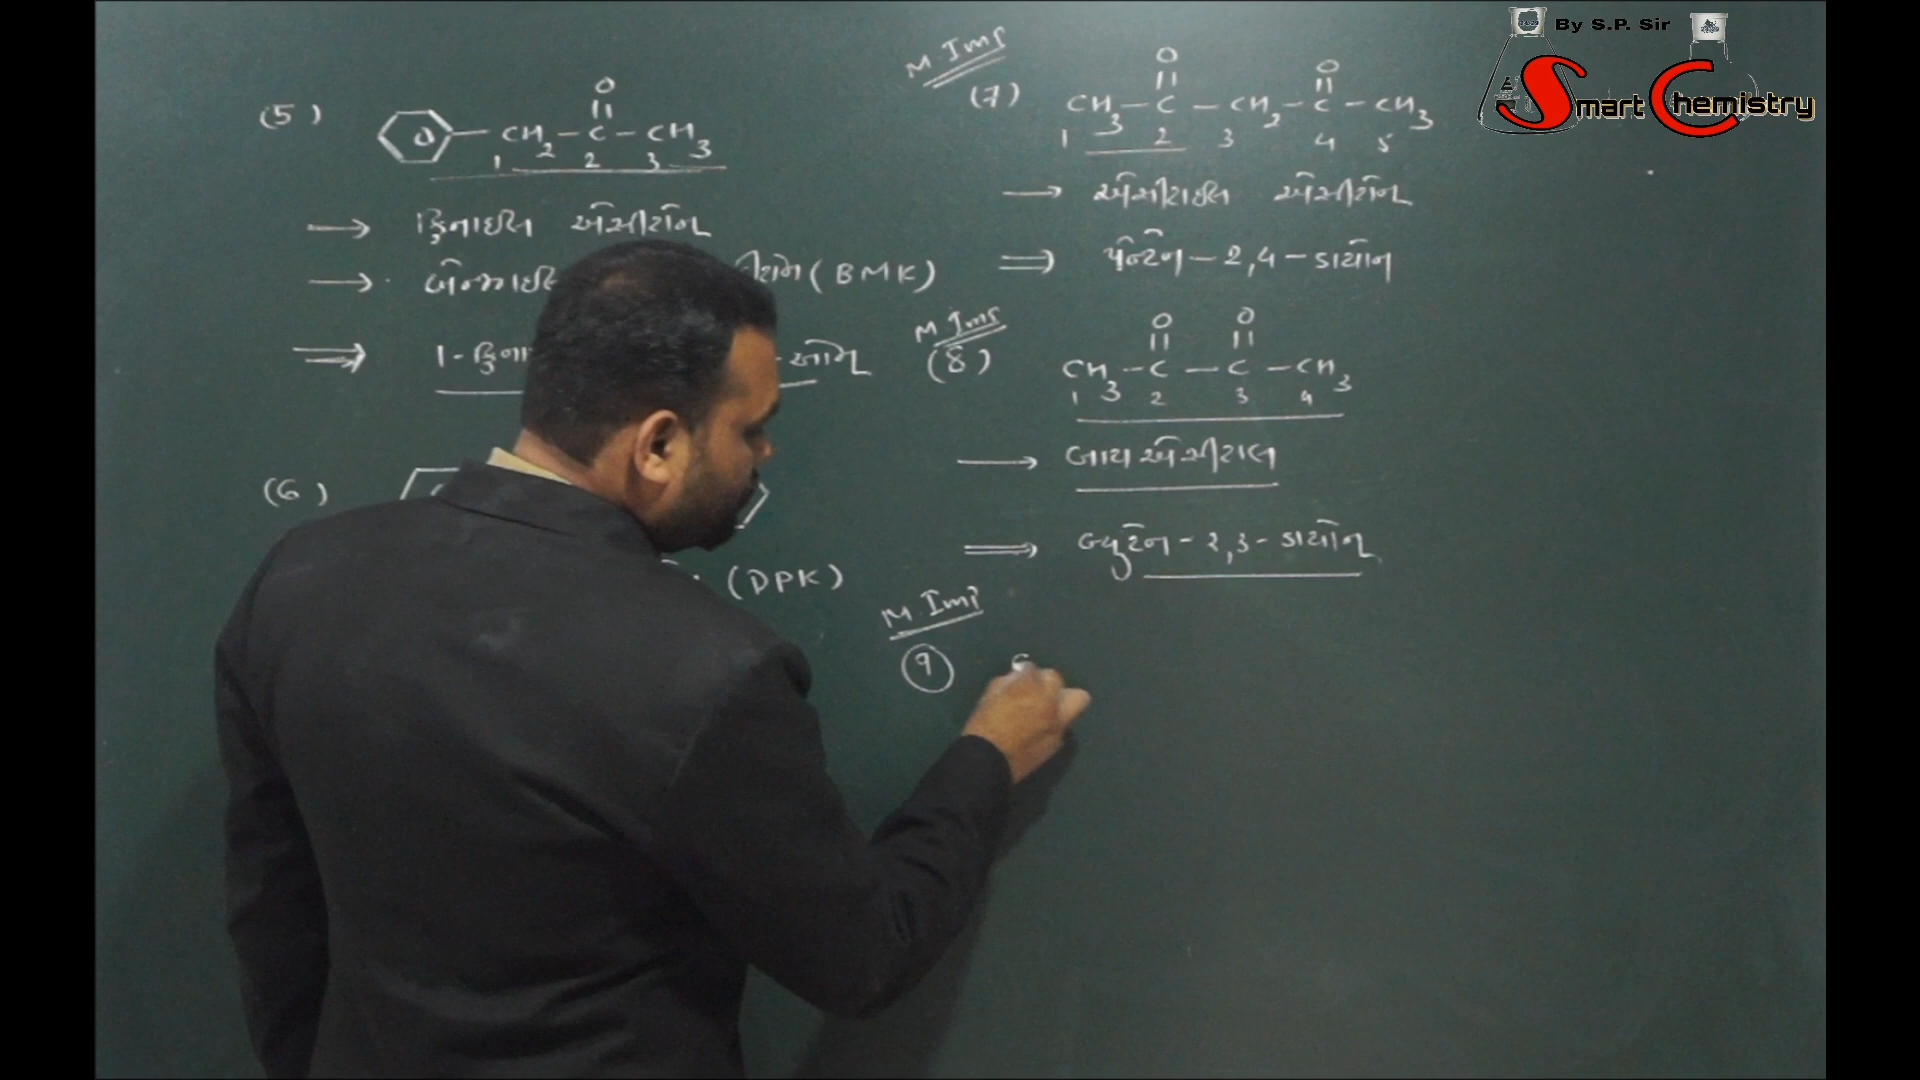 By S.P. Sir
Smart Chemistry
(5)
O
||
CH2 – C – CH3
1 2 3
→ ફિનાઈલ એસીટોન
→ બેન્ઝાઈલ (BMK)
⇒ 1 -
(6)
(DPK)
M. Imp
(7)
O O
|| ||
CH3 – C – CH2 – C – CH3
1 2 3 4 5
→ એસીટાઈલ એસીટોન
⇒ પેન્ટેન – 2,4 – ડાયોન
M. Imp
(8)
O O
|| ||
CH3 – C – C – CH3
1 2 3 4
→ બાય એસીટાલ
⇒ બ્યુટેન – 2,3 – ડાયોન
M. Imp
9